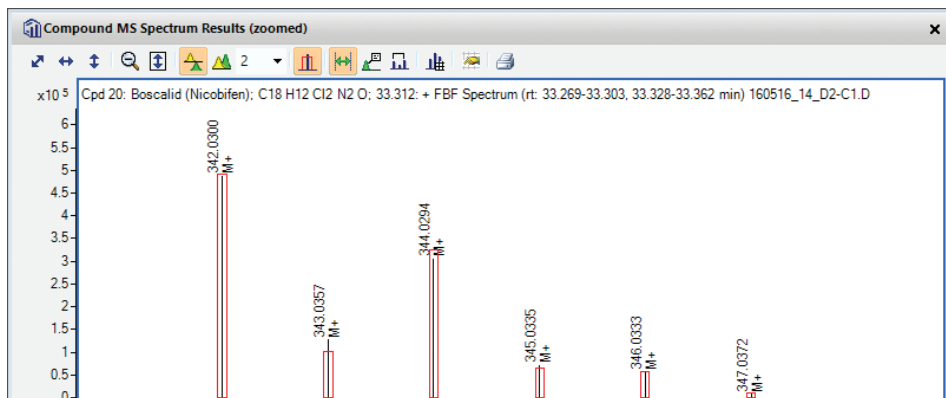 Compound MS Spectrum Results (zoomed)
2
x10 5 Cpd 20: Boscalid (Nicobifen); C18 H12 Cl2 N2 O; 33.312: + FBF Spectrum (rt: 33.269-33.303, 33.328-33.362 min) 160516_14_D2-C1.D
6
5.5
5
4.5
4
3.5
3
2.5
2
1.5
1
0.5
0
342.0300
M+
343.0357
M+
344.0294
M+
345.0335
M+
346.0333
M+
347.0372
M+